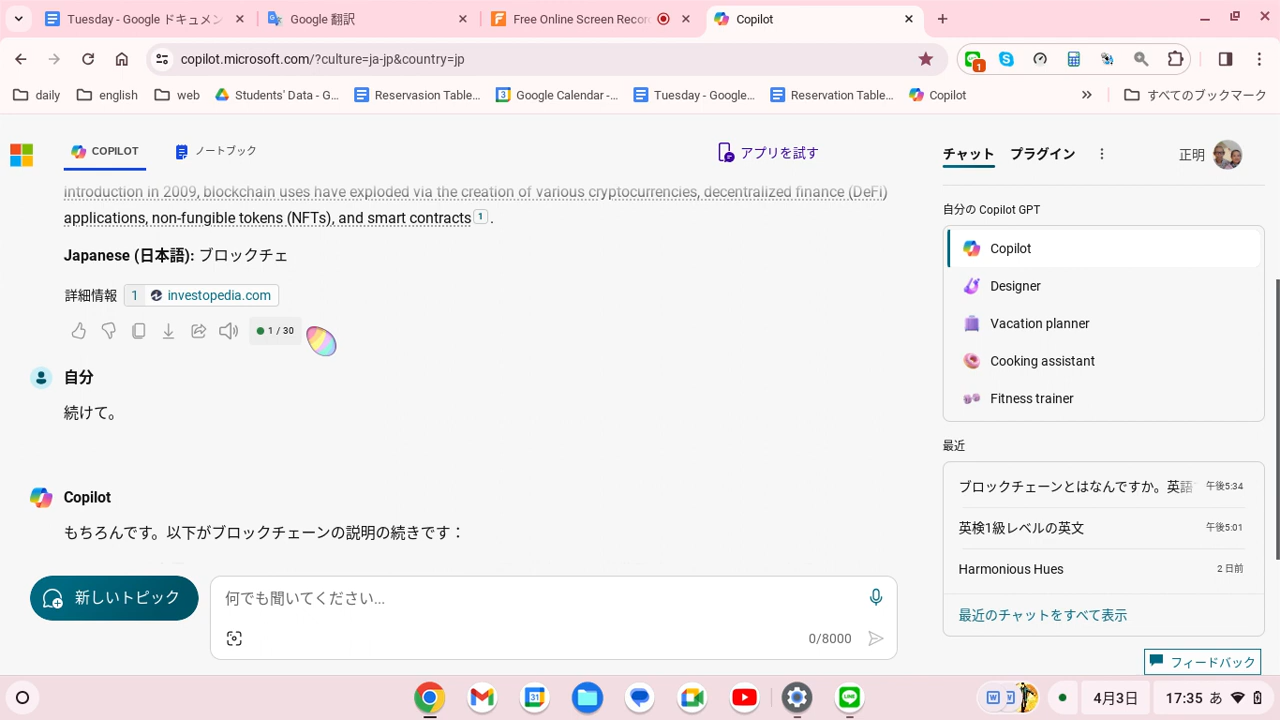 Tuesday - Google ドキュメン
Google 翻訳
Free Online Screen Recor
Copilot
copilot.microsoft.com/?culture=ja-jp&country=jp
1
daily
english
web
Students' Data - G...
Reservasion Table...
Google Calendar -...
Tuesday - Google...
Reservation Table...
Copilot
すべてのブックマーク
COPILOT
ノートブック
アプリを試す
チャット
プラグイン
正明
introduction in 2009, blockchain uses have exploded via the creation of various cryptocurrencies, decentralized finance (DeFi)
applications, non-fungible tokens (NFTs), and smart contracts 1 .
Japanese (日本語): ブロックチェ
詳細情報 1 investopedia.com
1 / 30
自分
続けて。
Copilot
もちろんです。以下がブロックチェーンの説明の続きです：
新しいトピック
何でも聞いてください...
0/8000
自分の Copilot GPT
Copilot
Designer
Vacation planner
Cooking assistant
Fitness trainer
最近
ブロックチェーンとはなんですか。英語 午後5:34
英検1級レベルの英文 午後5:01
Harmonious Hues 2 日前
最近のチャットをすべて表示
フィードバック
4月3日
17:35 あ